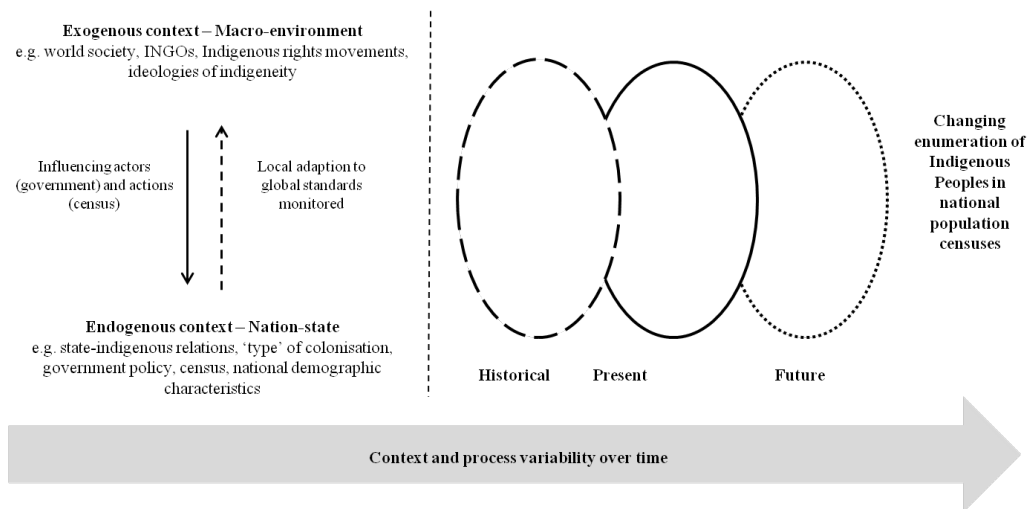 Exogenous context – Macro-environment
e.g. world society, INGOs, Indigenous rights movements,
ideologies of indigeneity
Influencing actors
(government) and actions
(census)
Local adaption to
global standards
monitored
Endogenous context – Nation-state
e.g. state-indigenous relations, ‘type’ of colonisation,
government policy, census, national demographic
characteristics
Historical
Present
Future
Changing
enumeration of
Indigenous
Peoples in
national
population
censuses
Context and process variability over time